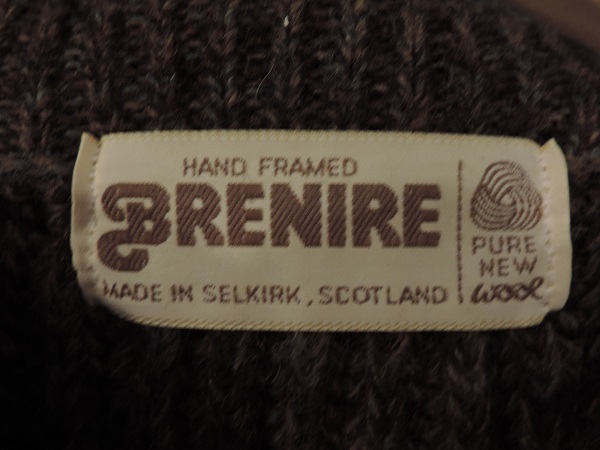 HAND FRAMED
BRENIRE
MADE IN SELKIRK, SCOTLAND
PURE
NEW
wool